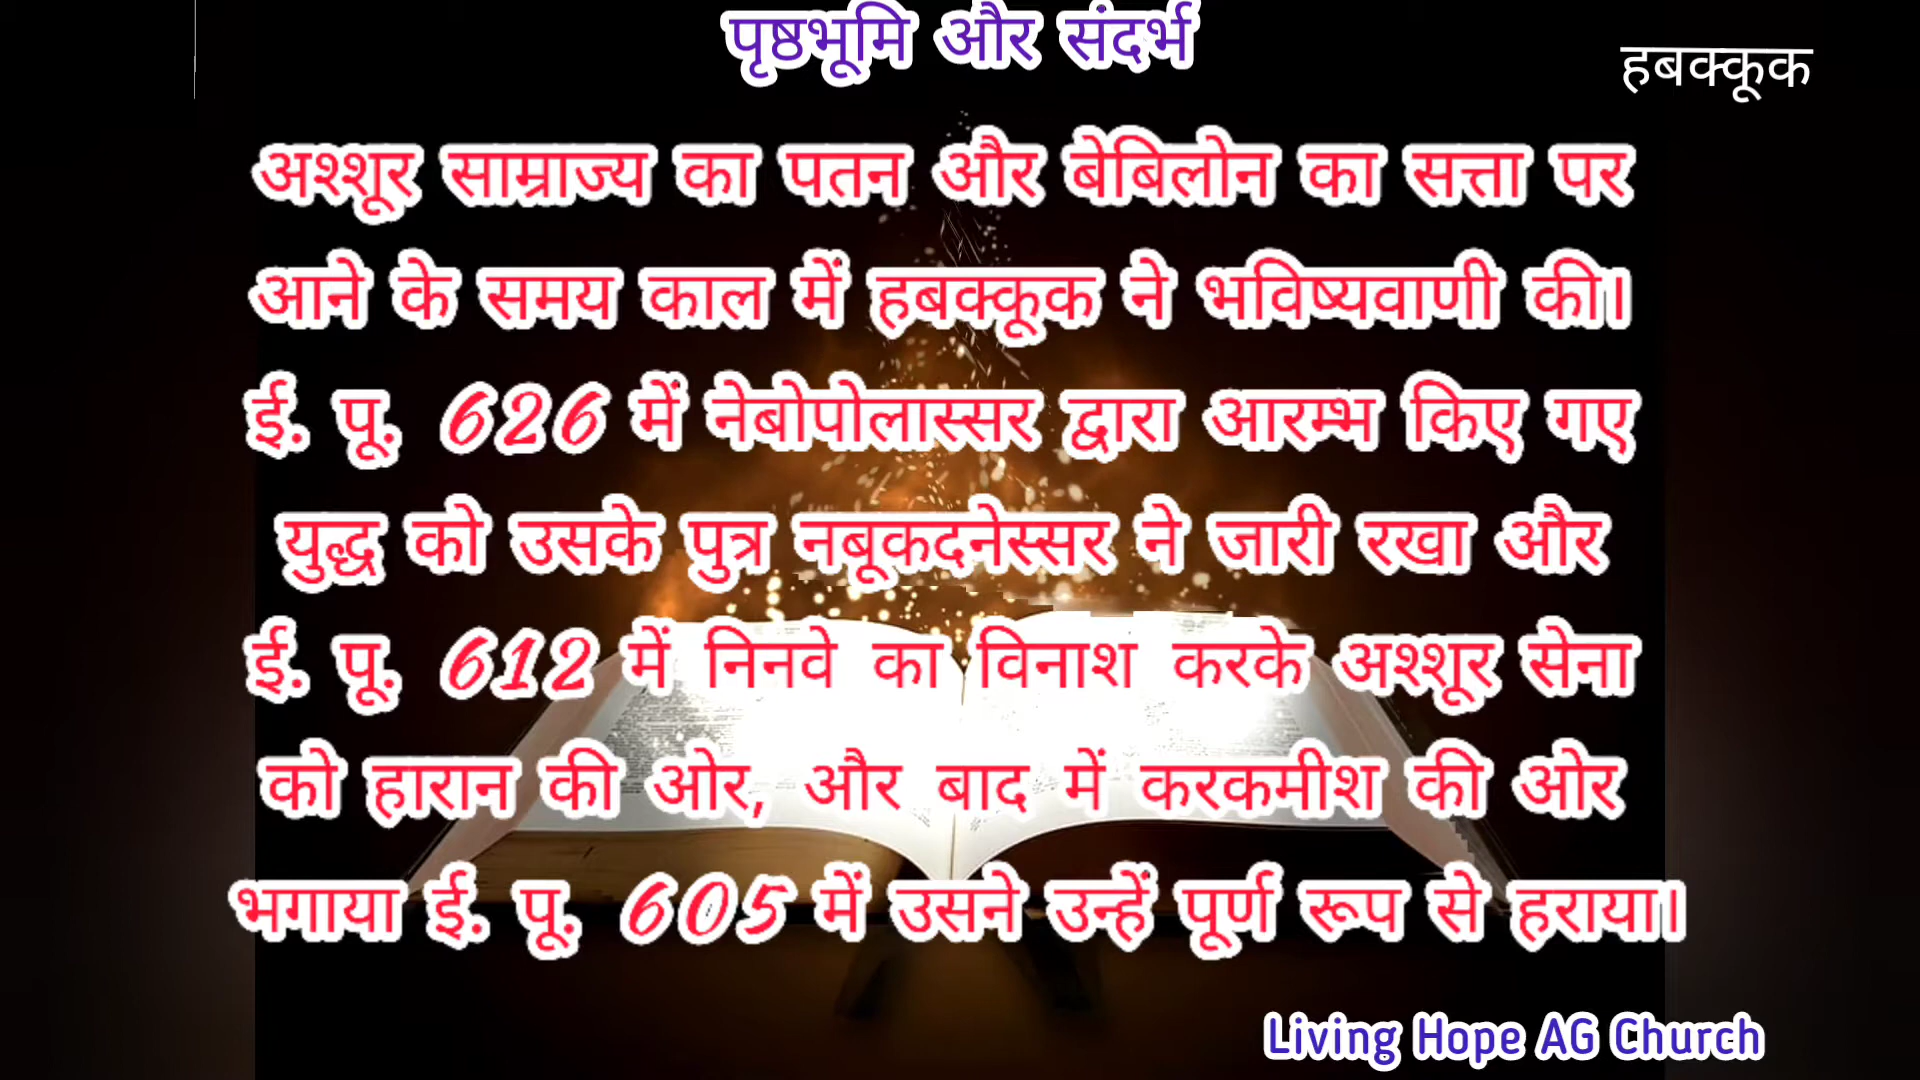 पृष्ठभूमि और संदर्भ
हबक्कूक
अश्शूर साम्राज्य का पतन और बेबिलोन का सत्ता पर
आने के समय काल में हबक्कूक ने भविष्यवाणी की।
ई. पू. 626 में नेबोपोलास्सर द्वारा आरम्भ किए गए
युद्ध को उसके पुत्र नबूकदनेस्सर ने जारी रखा और
ई. पू. 612 में निनवे का विनाश करके अश्शूर सेना
को हारान की ओर, और बाद में करकमीश की ओर
भगाया ई. पू. 605 में उसने उन्हें पूर्ण रूप से हराया।
Living Hope AG Church